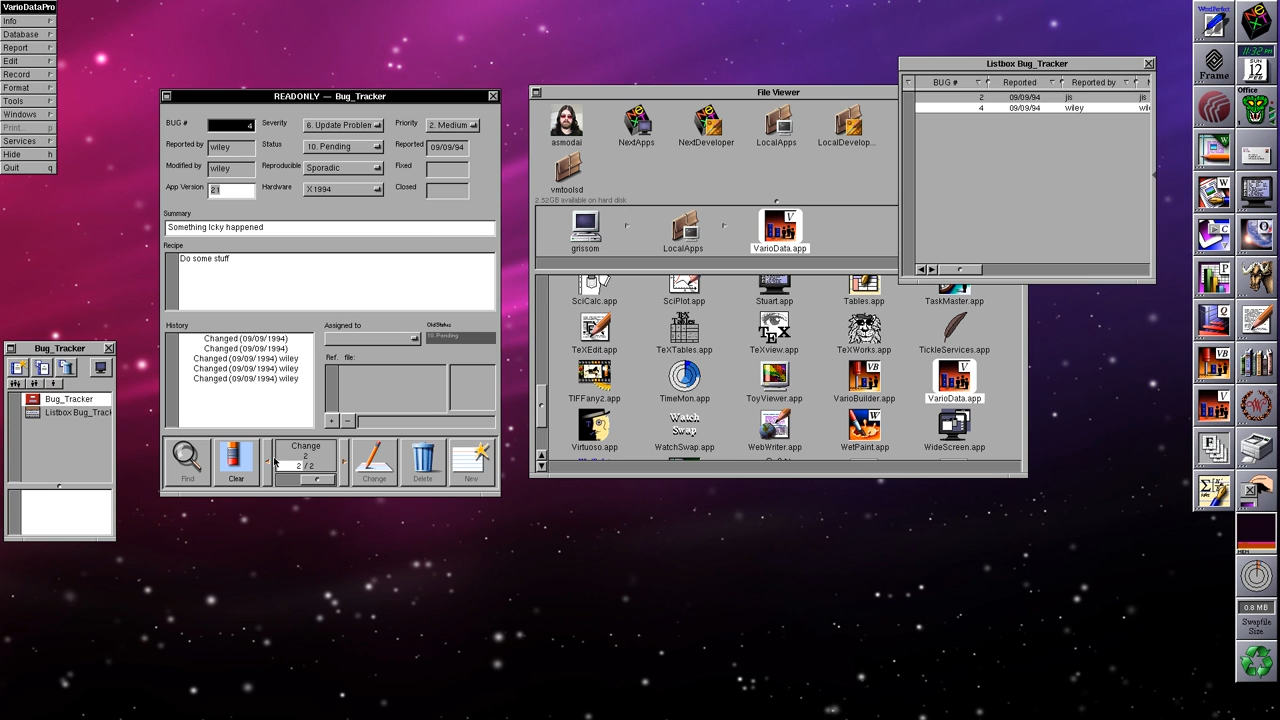 VarioDataPro
Info
Database
Report
Edit
Record
Format
Tools
Windows
Print... p
Services
Hide h
Quit q
READONLY — Bug_Tracker
BUG # 4 Severity 6. Update Problem Priority 2. Medium
Reported by wiley Status 10. Pending Reported 09/09/94
Modified by wiley Reproducible Sporadic Fixed
App Version 2.1 Hardware X 1994 Closed
Summary
Something Icky happened
Recipe
Do some stuff
History Assigned to OldStatus
10. Pending
Changed (09/09/1994)
Changed (09/09/1994)
Changed (09/09/1994) wiley
Changed (09/09/1994) wiley
Changed (09/09/1994) wiley
Ref. file:
+ −
Change
2
2 / 2
Find Clear Change Delete New
Bug_Tracker
Bug_Tracker
Listbox Bug_Track
File Viewer
asmodai NextApps NextDeveloper LocalApps LocalDevelop...
vmtoolsd
2.52GB available on hard disk
grissom LocalApps VarioData.app
SciCalc.app SciPlot.app Stuart.app Tables.app TaskMaster.app
TeXEdit.app TeXTables.app TeXview.app TeXWorks.app TickleServices.app
TIFFany2.app TimeMon.app ToyViewer.app VarioBuilder.app VarioData.app
Virtuoso.app WatchSwap.app WebWriter.app WetPaint.app WideScreen.app
Listbox Bug_Tracker
BUG # Reported Reported by
2 09/09/94 jis jis
4 09/09/94 wiley
WordPerfect
Frame
11:32 PM
SUN
12
Office
MEM
0.8 MB
Swapfile
Size